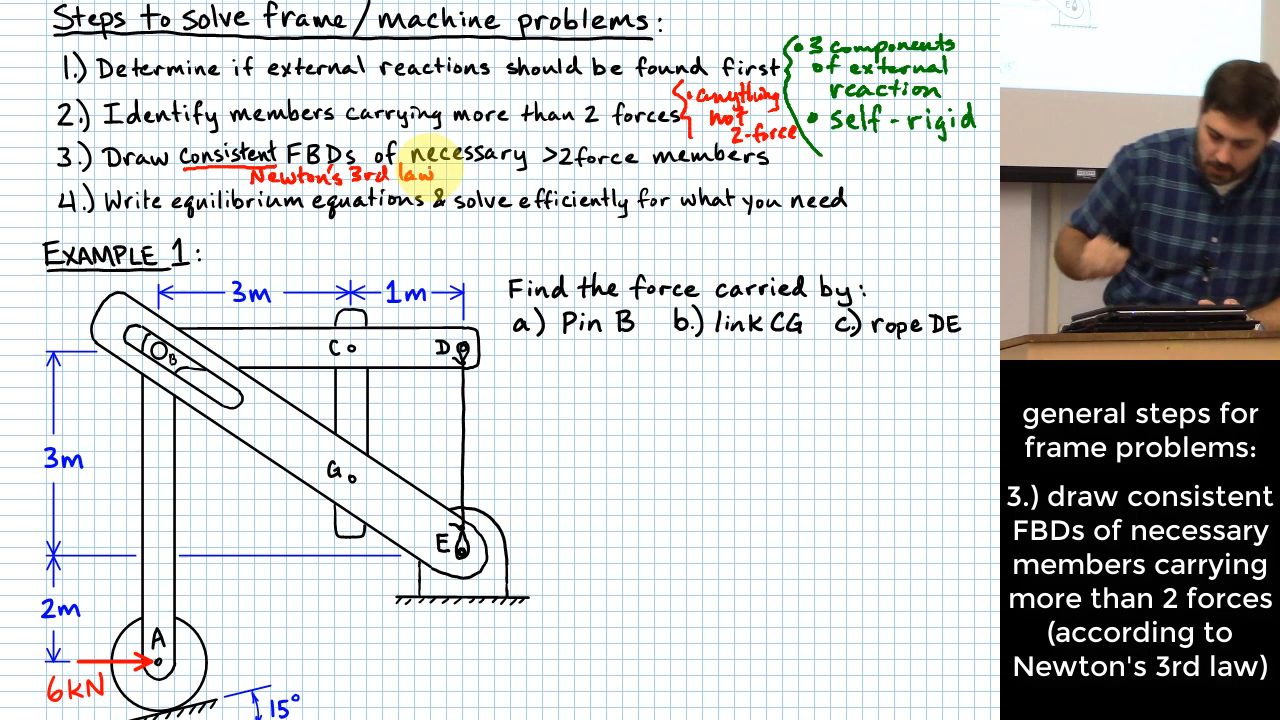 Steps to solve frame/machine problems:
1.) Determine if external reactions should be found first
• 3 components
of external
reaction
• self-rigid
2.) Identify members carrying more than 2 forces
• anything
not
2-force
3.) Draw consistent FBDs of necessary >2force members
Newton's 3rd law
4.) Write equilibrium equations & solve efficiently for what you need
EXAMPLE 1:
Find the force carried by:
a) Pin B b.) link CG c.) rope DE
3m 1m
B C D
3m
G
E
2m
A
6kN
15°
E
general steps for
frame problems:
3.) draw consistent
FBDs of necessary
members carrying
more than 2 forces
(according to
Newton's 3rd law)